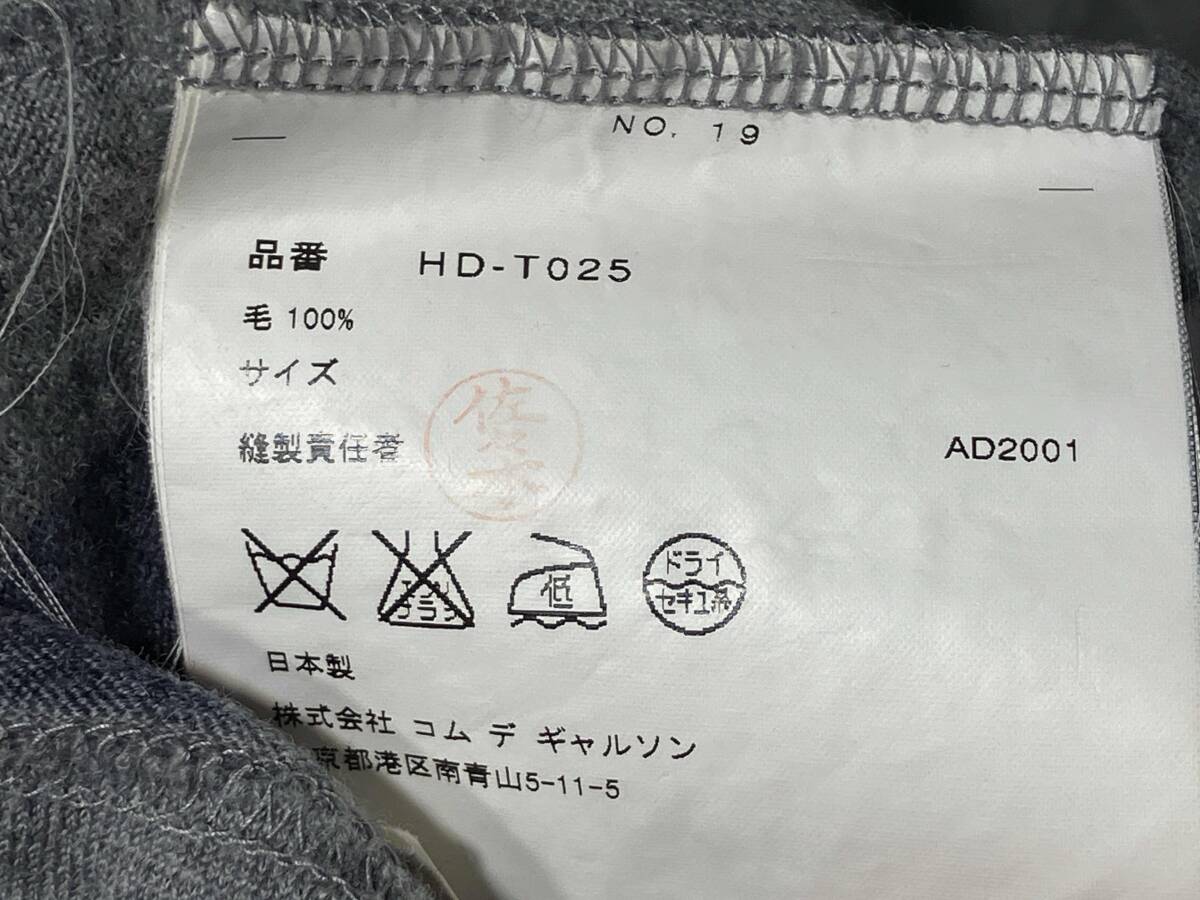 NO. 19
品番 HD-T025
毛 100%
サイズ
縫製責任者 AD2001
低
ドライ
セキユ系
日本製
株式会社 コム デ ギャルソン
京都港区南青山5-11-5